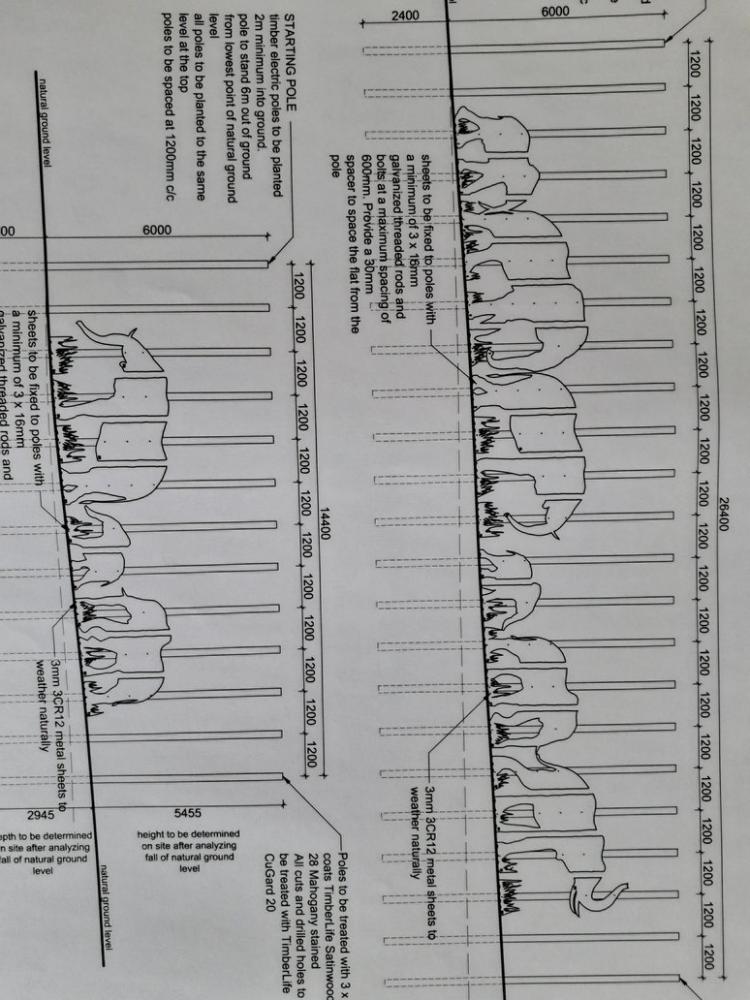 26400
1200 1200 1200 1200 1200 1200 1200 1200 1200 1200 1200 1200 1200 1200 1200 1200 1200 1200 1200 1200 1200 1200
6000
2400
sheets to be fixed to poles with
a minimum of 3 x 16mm
galvanized threaded rods and
bolts at a maximum spacing of
600mm. Provide a 30mm
spacer to space the flat from the
pole
3mm 3CR12 metal sheets to
weather naturally
STARTING POLE
timber electric poles to be planted
2m minimum into ground.
pole to stand 6m out of ground
from lowest point of natural ground
level
all poles to be planted to the same
level at the top
poles to be spaced at 1200mm c/c
14400
1200 1200 1200 1200 1200 1200 1200 1200 1200 1200 1200 1200
Poles to be treated with 3 x
coats TimberLife Satinwood
28 Mahogany stained
All cuts and drilled holes to
be treated with TimberLife
CuGard 20
6000
5455
height to be determined
on site after analyzing
fall of natural ground
level
natural ground level
natural ground level
2945
to be determined
site after analyzing
fall of natural ground
level
sheets to be fixed to poles with
a minimum of 3 x 16mm
galvanized threaded rods and
3mm 3CR12 metal sheets to
weather naturally